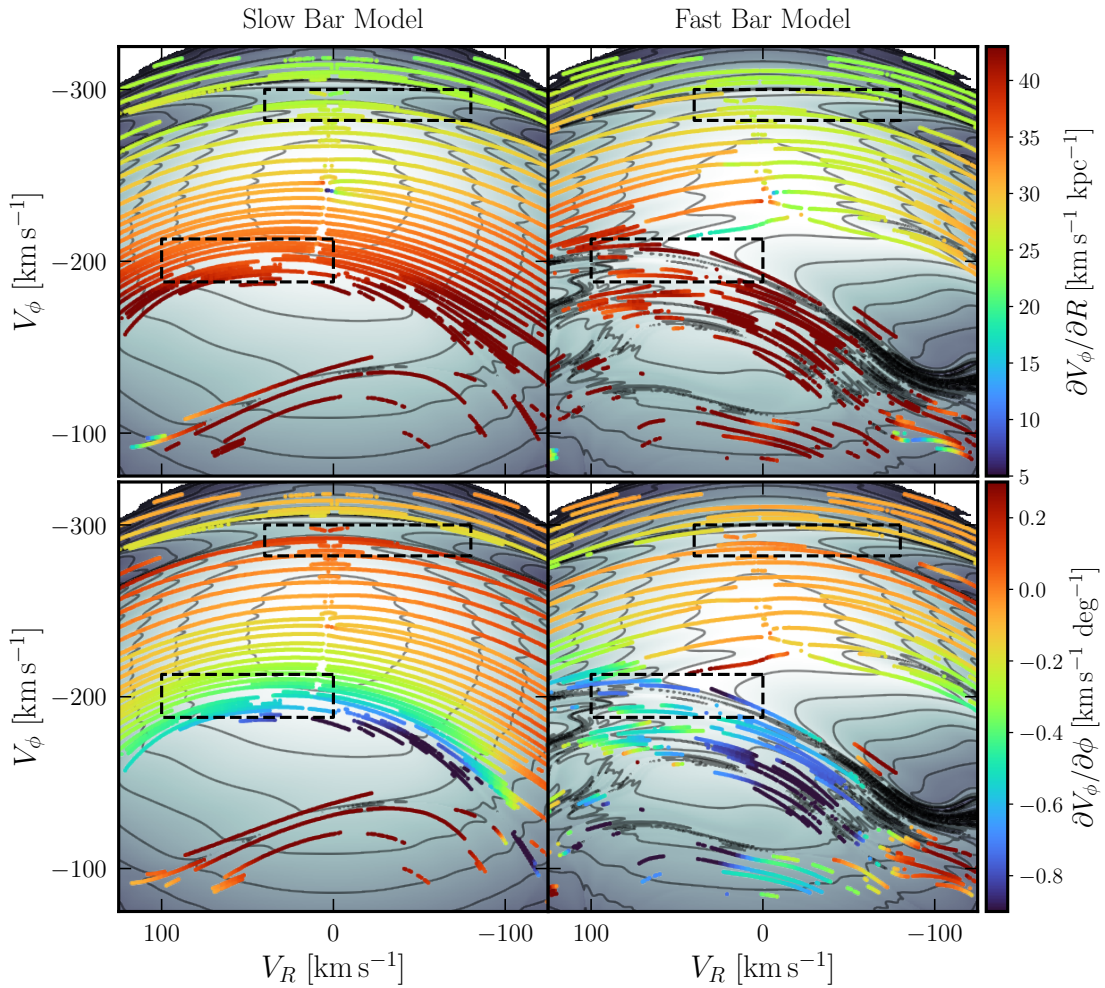 Slow Bar Model Fast Bar Model
−300
−200
−100
V_ϕ [km s⁻¹]
40
35
30
25
20
15
10
5
∂V_ϕ/∂R [km s⁻¹ kpc⁻¹]
−300
−200
−100
V_ϕ [km s⁻¹]
0.2
0.0
−0.2
−0.4
−0.6
−0.8
∂V_ϕ/∂ϕ [km s⁻¹ deg⁻¹]
100 0 −100 100 0 −100
V_R [km s⁻¹] V_R [km s⁻¹]